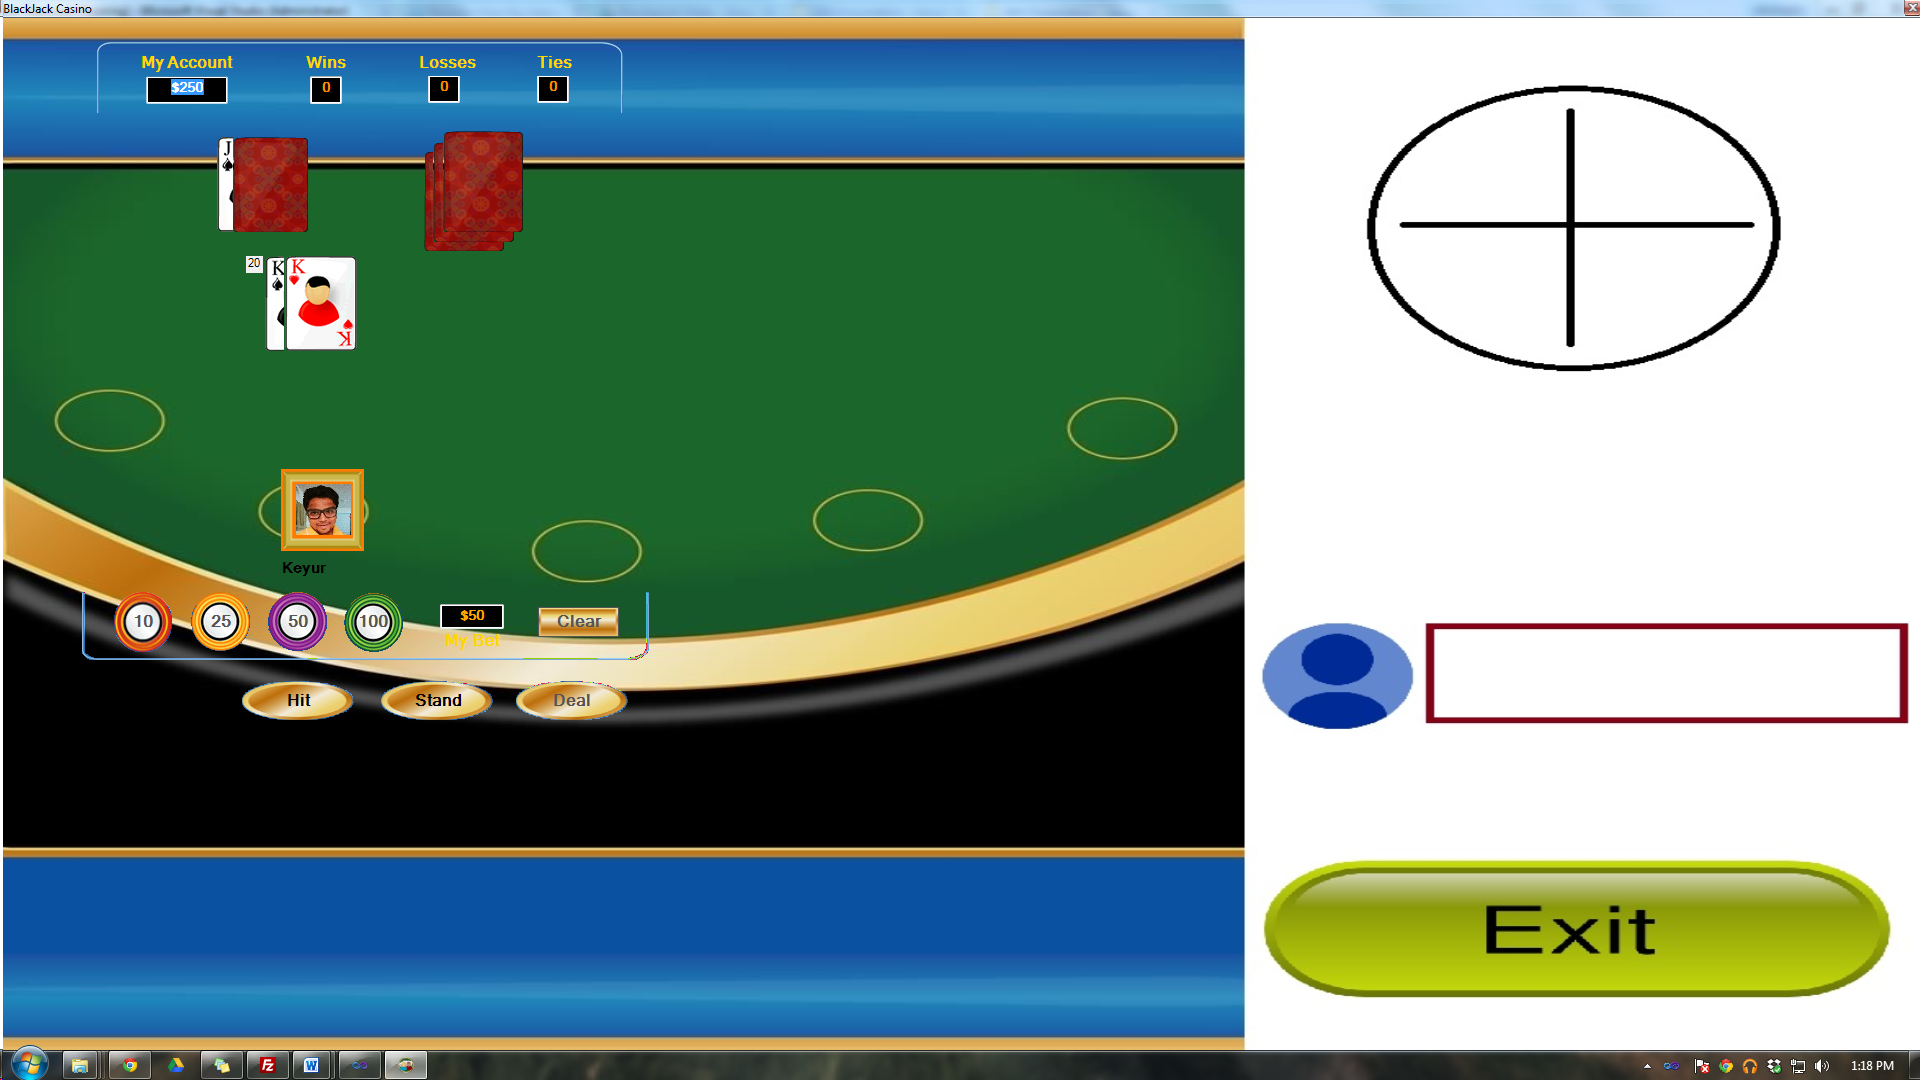 BlackJack Casino
My Account Wins Losses Ties
$250 0 0 0
J
20 K K
K
Keyur
10 25 50 100 $50 Clear
My Bet
Hit Stand Deal
Exit
1:18 PM